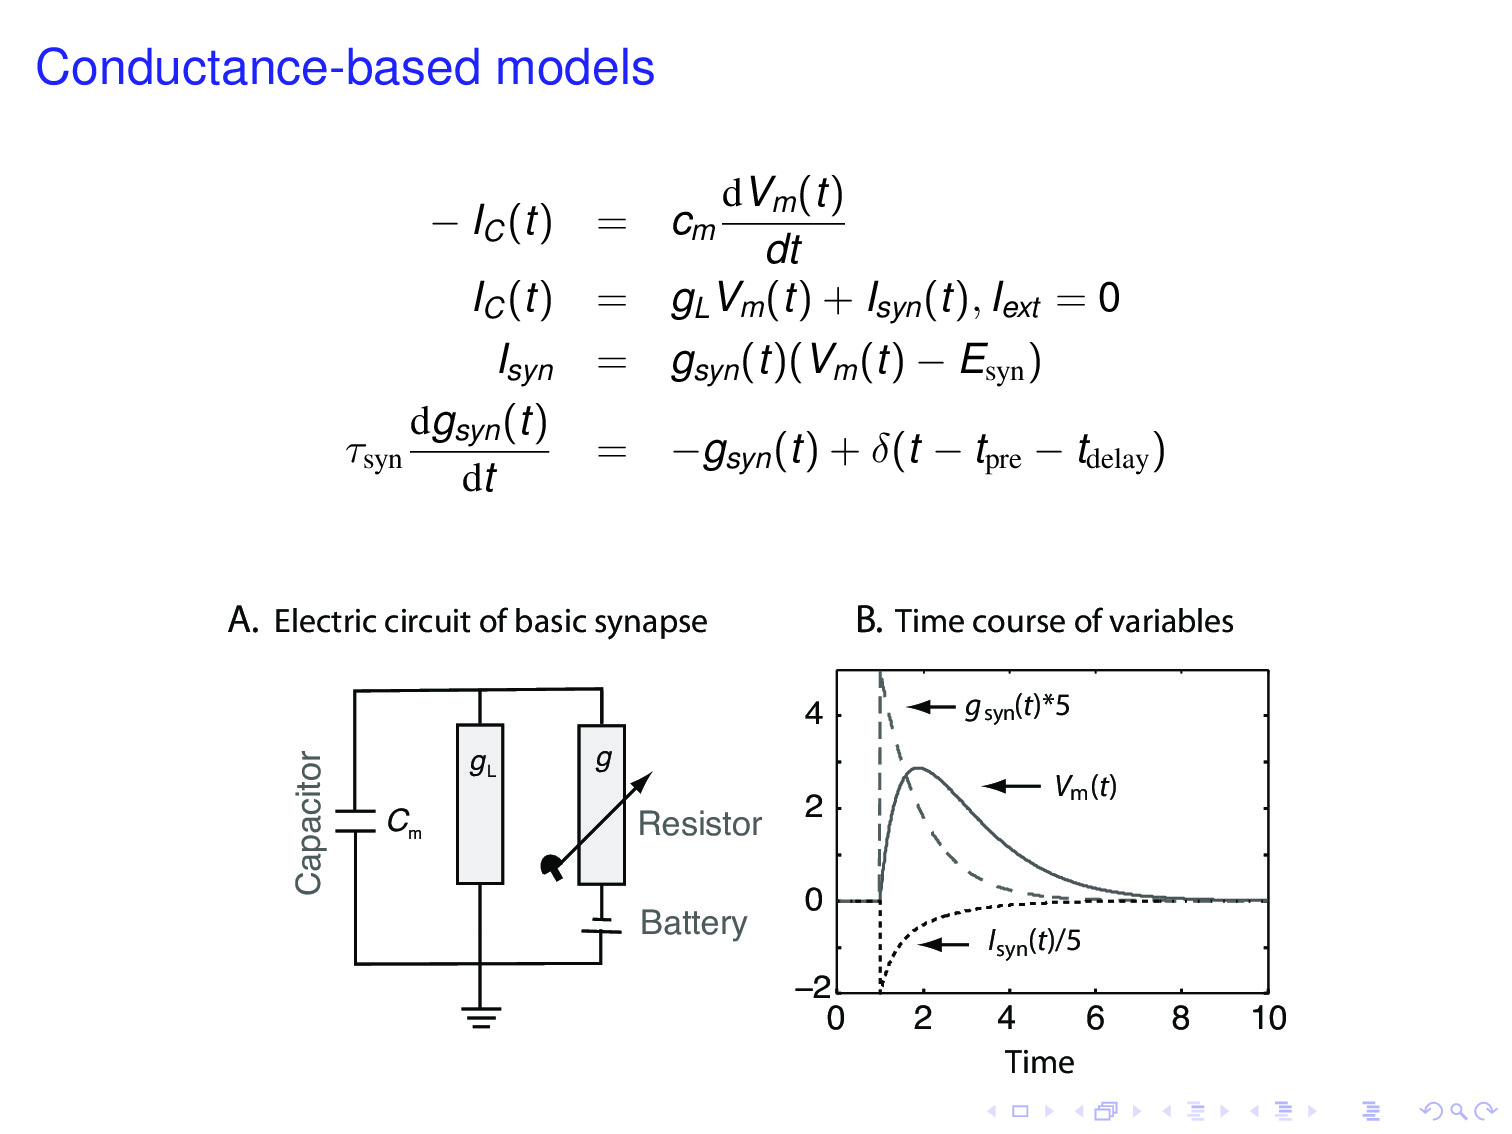 Conductance-based models
− I_C(t) = c_m dV_m(t)/dt
I_C(t) = g_L V_m(t) + I_syn(t), I_ext = 0
I_syn = g_syn(t)(V_m(t) − E_syn)
τ_syn dg_syn(t)/dt = −g_syn(t) + δ(t − t_pre − t_delay)
A. Electric circuit of basic synapse
Capacitor
C_m
g_L
g
Resistor
Battery
B. Time course of variables
4
2
0
−2
g_syn(t)*5
V_m(t)
I_syn(t)/5
0 2 4 6 8 10
Time